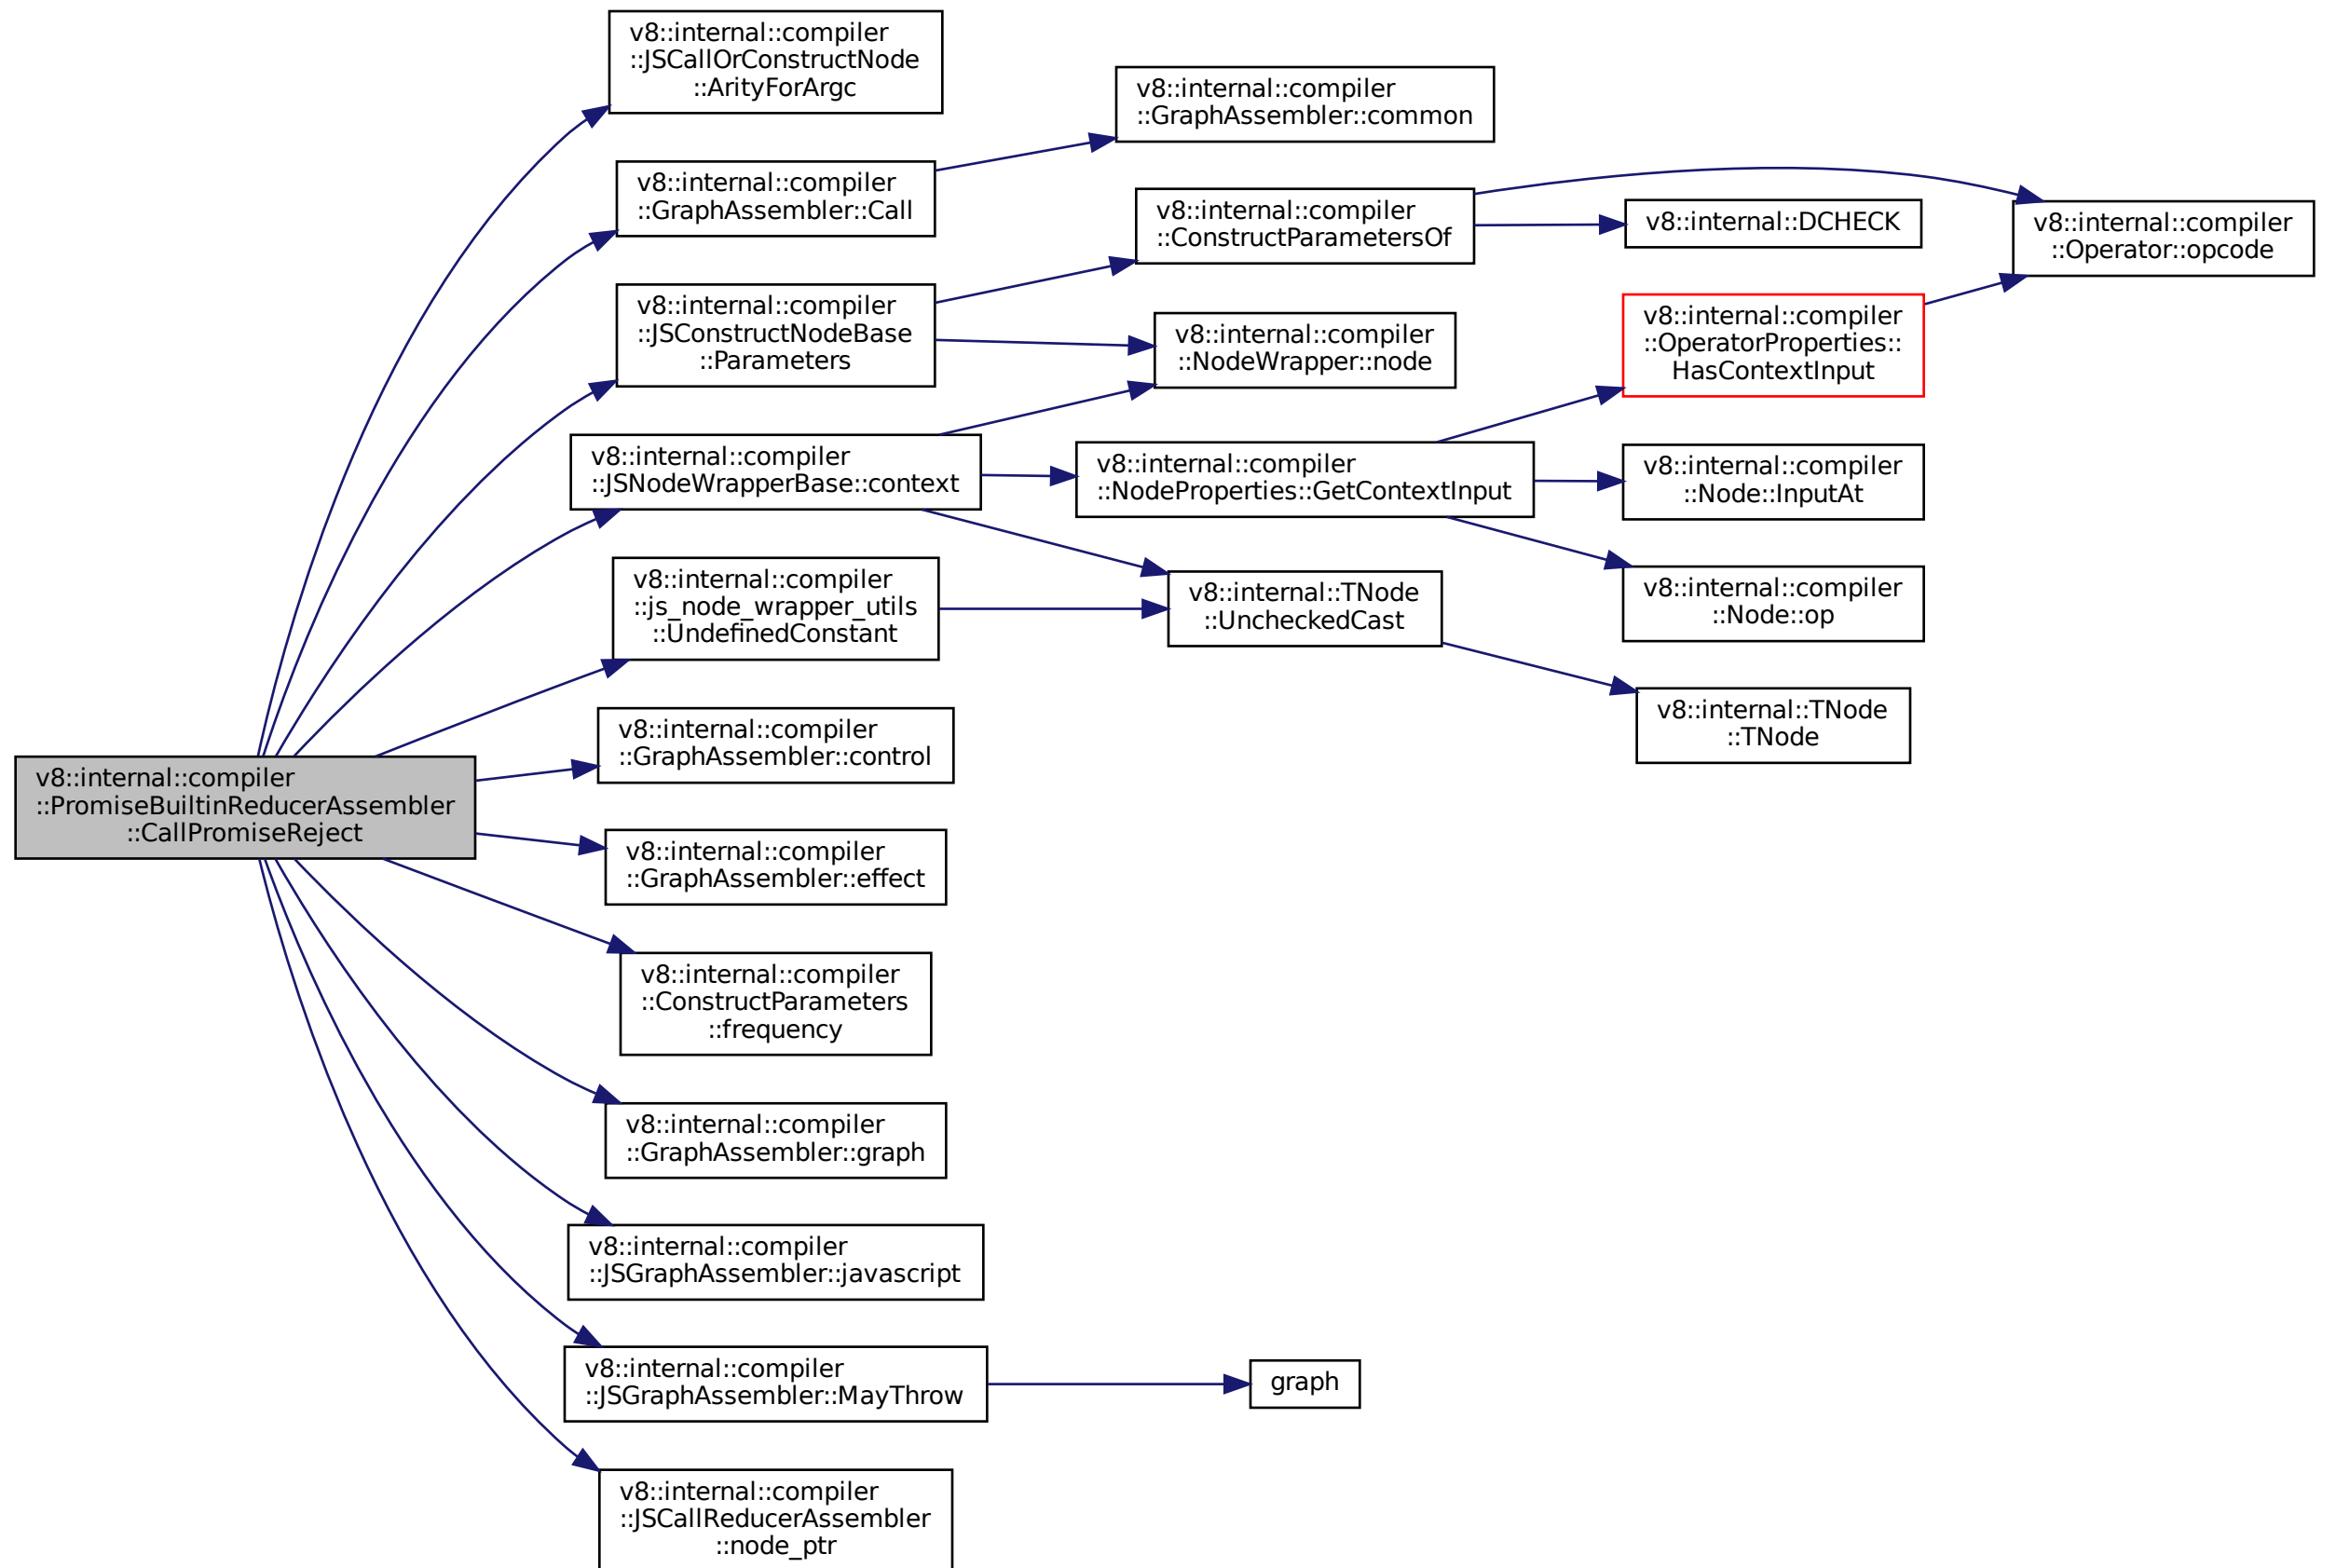 v8::internal::compiler
::PromiseBuiltinReducerAssembler
::CallPromiseReject
v8::internal::compiler
::JSCallOrConstructNode
::ArityForArgc
v8::internal::compiler
::GraphAssembler::Call
v8::internal::compiler
::JSConstructNodeBase
::Parameters
v8::internal::compiler
::JSNodeWrapperBase::context
v8::internal::compiler
::js_node_wrapper_utils
::UndefinedConstant
v8::internal::compiler
::GraphAssembler::control
v8::internal::compiler
::GraphAssembler::effect
v8::internal::compiler
::ConstructParameters
::frequency
v8::internal::compiler
::GraphAssembler::graph
v8::internal::compiler
::JSGraphAssembler::javascript
v8::internal::compiler
::JSGraphAssembler::MayThrow
v8::internal::compiler
::JSCallReducerAssembler
::node_ptr
v8::internal::compiler
::GraphAssembler::common
v8::internal::compiler
::ConstructParametersOf
v8::internal::compiler
::NodeWrapper::node
v8::internal::compiler
::NodeProperties::GetContextInput
v8::internal::TNode
::UncheckedCast
graph
v8::internal::DCHECK
v8::internal::compiler
::OperatorProperties::
HasContextInput
v8::internal::compiler
::Node::InputAt
v8::internal::compiler
::Node::op
v8::internal::TNode
::TNode
v8::internal::compiler
::Operator::opcode